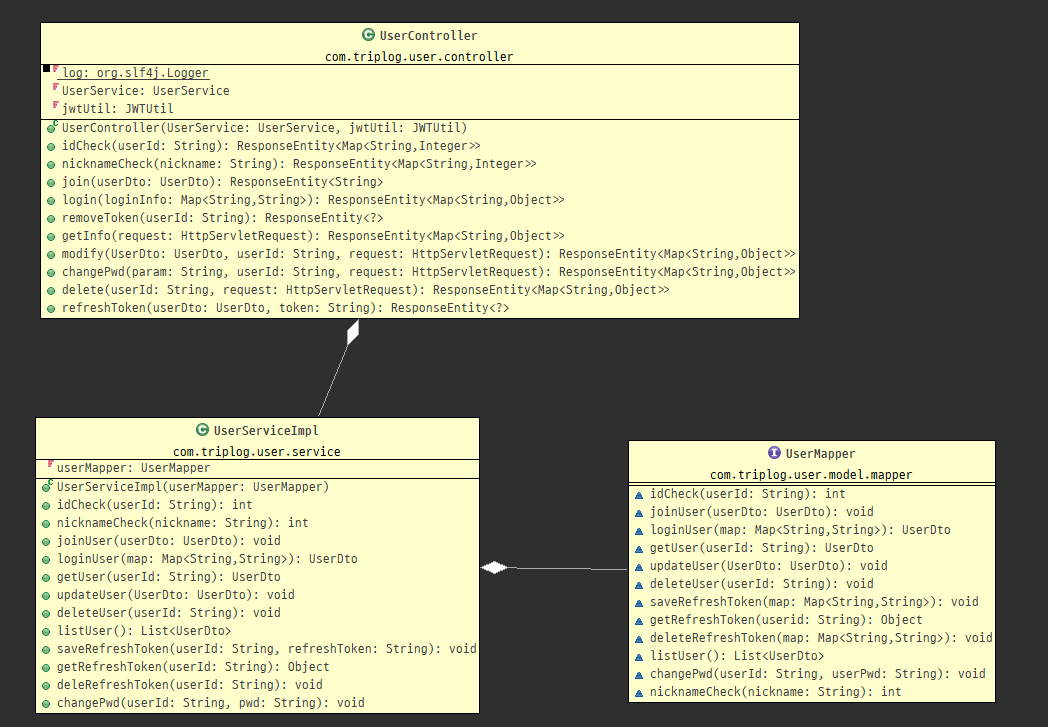 UserController
com.triplog.user.controller
log: org.slf4j.Logger
UserService: UserService
jwtUtil: JWTUtil
UserController(UserService: UserService, jwtUtil: JWTUtil)
idCheck(userId: String): ResponseEntity<Map<String,Integer>>
nicknameCheck(nickname: String): ResponseEntity<Map<String,Integer>>
join(userDto: UserDto): ResponseEntity<String>
login(loginInfo: Map<String,String>): ResponseEntity<Map<String,Object>>
removeToken(userId: String): ResponseEntity<?>
getInfo(request: HttpServletRequest): ResponseEntity<Map<String,Object>>
modify(UserDto: UserDto, userId: String, request: HttpServletRequest): ResponseEntity<Map<String,Object>>
changePwd(param: String, userId: String, request: HttpServletRequest): ResponseEntity<Map<String,Object>>
delete(userId: String, request: HttpServletRequest): ResponseEntity<Map<String,Object>>
refreshToken(userDto: UserDto, token: String): ResponseEntity<?>
UserServiceImpl
com.triplog.user.service
userMapper: UserMapper
UserServiceImpl(userMapper: UserMapper)
idCheck(userId: String): int
nicknameCheck(nickname: String): int
joinUser(userDto: UserDto): void
loginUser(map: Map<String,String>): UserDto
getUser(userId: String): UserDto
updateUser(UserDto: UserDto): void
deleteUser(userId: String): void
listUser(): List<UserDto>
saveRefreshToken(userId: String, refreshToken: String): void
getRefreshToken(userId: String): Object
deleRefreshToken(userId: String): void
changePwd(userId: String, pwd: String): void
UserMapper
com.triplog.user.model.mapper
idCheck(userId: String): int
joinUser(userDto: UserDto): void
loginUser(map: Map<String,String>): UserDto
getUser(userId: String): UserDto
updateUser(UserDto: UserDto): void
deleteUser(userId: String): void
saveRefreshToken(map: Map<String,String>): void
getRefreshToken(userid: String): Object
deleteRefreshToken(map: Map<String,String>): void
listUser(): List<UserDto>
changePwd(userId: String, userPwd: String): void
nicknameCheck(nickname: String): int